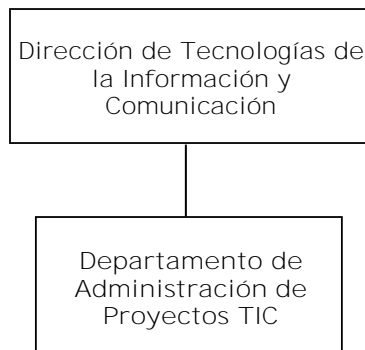 Dirección de Tecnologías de
la Información y
Comunicación
Departamento de
Administración de
Proyectos TIC